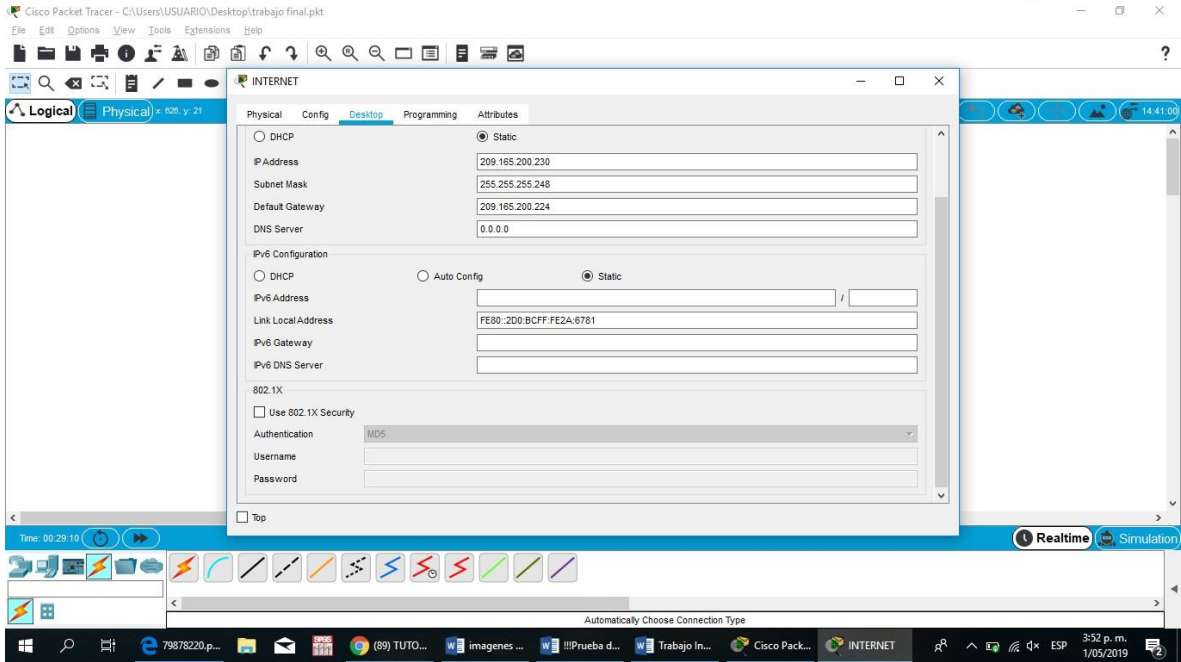 Cisco Packet Tracer - C:\Users\USUARIO\Desktop\trabajo final.pkt
File Edit Options View Tools Extensions Help
INTERNET
Logical Physical x: 626, y: 21 14:41:00
Physical Config Desktop Programming Attributes
DHCP Static
IP Address 209.165.200.230
Subnet Mask 255.255.255.248
Default Gateway 209.165.200.224
DNS Server 0.0.0.0
IPv6 Configuration
DHCP Auto Config Static
IPv6 Address /
Link Local Address FE80::2D0:BCFF:FE2A:6781
IPv6 Gateway
IPv6 DNS Server
802.1X
Use 802.1X Security
Authentication MD5
Username
Password
Top
Time: 00:29:10 Realtime Simulation
Automatically Choose Connection Type
79878220.p... (89) TUTO... imagenes ... !!!Prueba d... Trabajo In... Cisco Pack... INTERNET ESP 3:52 p. m.
1/05/2019